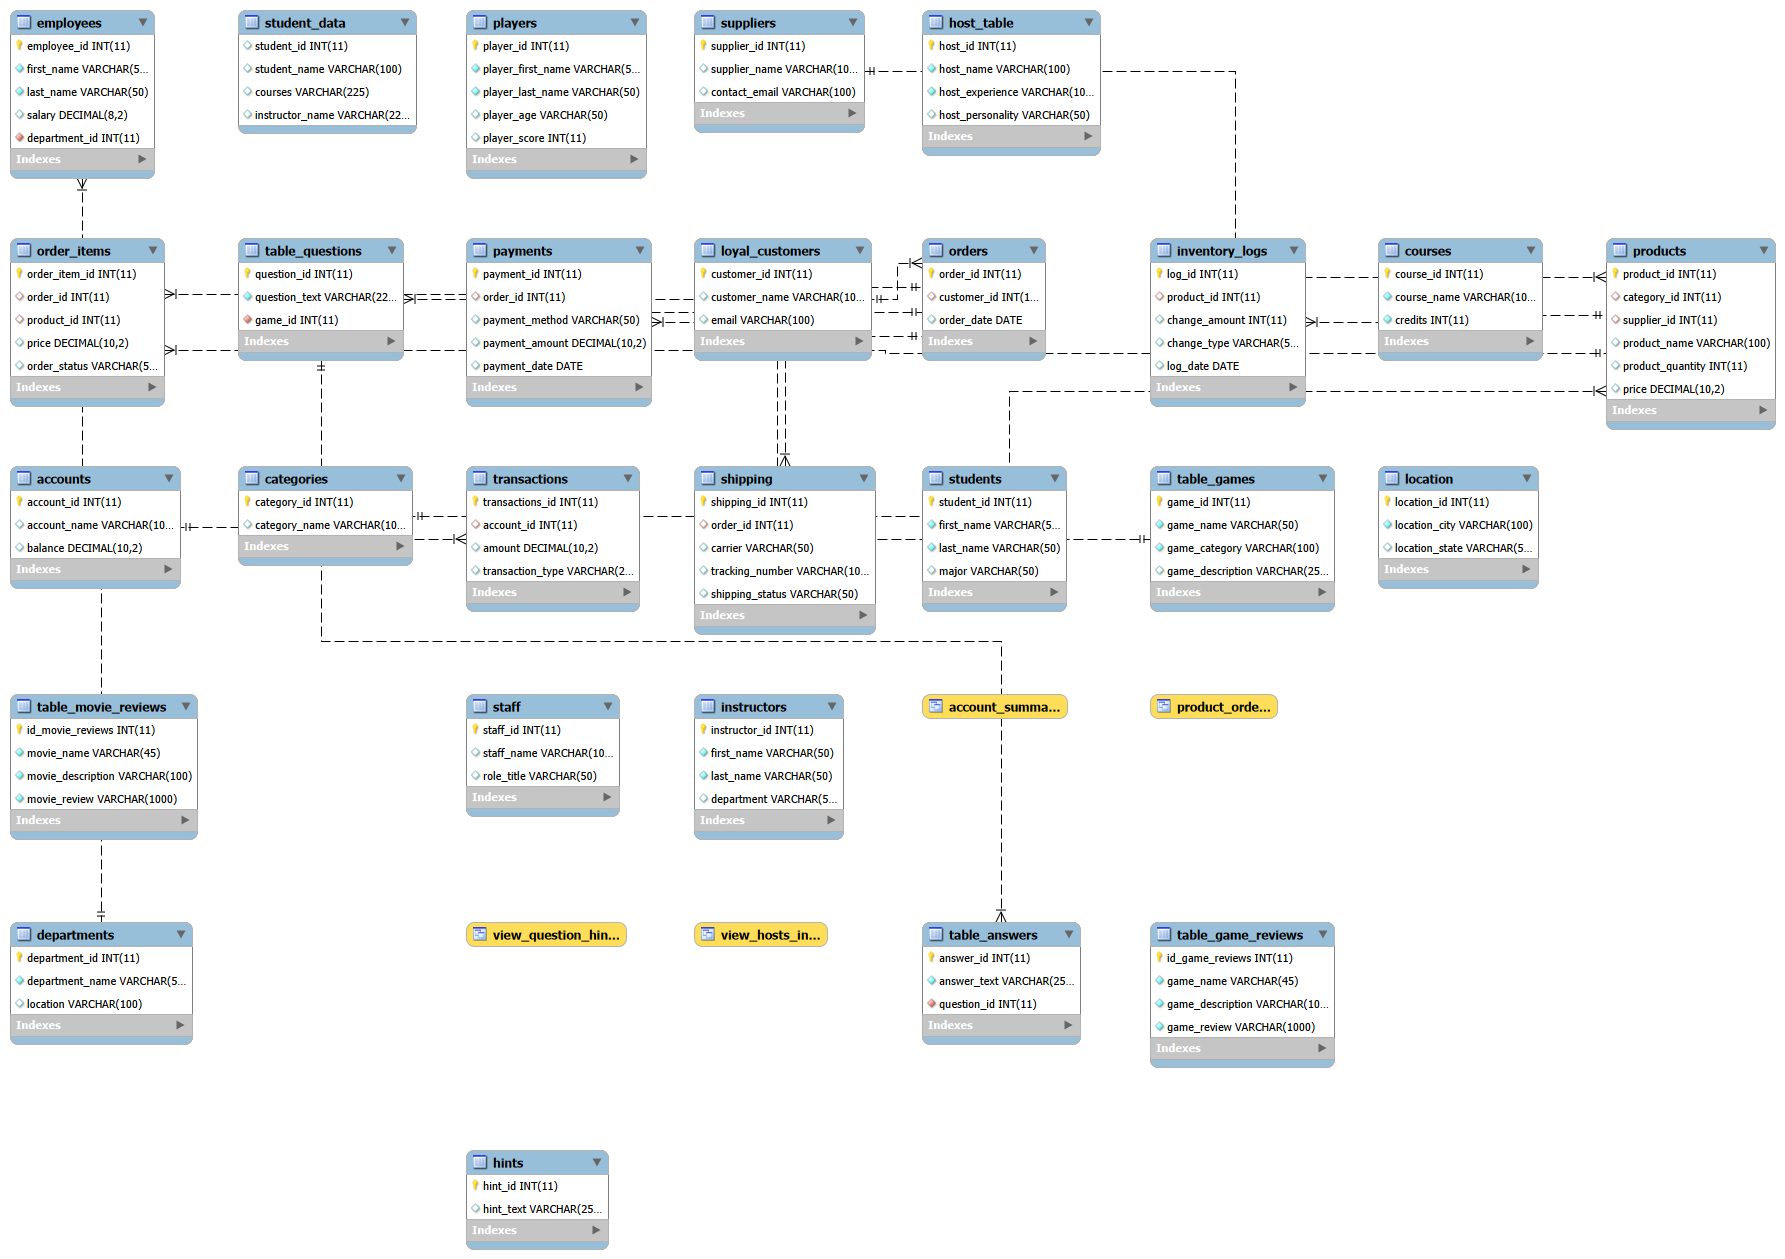 employees
employee_id INT(11)
first_name VARCHAR(5...
last_name VARCHAR(50)
salary DECIMAL(8,2)
department_id INT(11)
Indexes
student_data
student_id INT(11)
student_name VARCHAR(100)
courses VARCHAR(225)
instructor_name VARCHAR(22...
players
player_id INT(11)
player_first_name VARCHAR(5...
player_last_name VARCHAR(50)
player_age VARCHAR(50)
player_score INT(11)
Indexes
suppliers
supplier_id INT(11)
supplier_name VARCHAR(10...
contact_email VARCHAR(100)
Indexes
host_table
host_id INT(11)
host_name VARCHAR(100)
host_experience VARCHAR(10...
host_personality VARCHAR(50)
Indexes
order_items
order_item_id INT(11)
order_id INT(11)
product_id INT(11)
price DECIMAL(10,2)
order_status VARCHAR(5...
Indexes
table_questions
question_id INT(11)
question_text VARCHAR(22...
game_id INT(11)
Indexes
payments
payment_id INT(11)
order_id INT(11)
payment_method VARCHAR(50)
payment_amount DECIMAL(10,2)
payment_date DATE
Indexes
loyal_customers
customer_id INT(11)
customer_name VARCHAR(10...
email VARCHAR(100)
Indexes
orders
order_id INT(11)
customer_id INT(1...
order_date DATE
Indexes
inventory_logs
log_id INT(11)
product_id INT(11)
change_amount INT(11)
change_type VARCHAR(5...
log_date DATE
Indexes
courses
course_id INT(11)
course_name VARCHAR(10...
credits INT(11)
Indexes
products
product_id INT(11)
category_id INT(11)
supplier_id INT(11)
product_name VARCHAR(100)
product_quantity INT(11)
price DECIMAL(10,2)
Indexes
accounts
account_id INT(11)
account_name VARCHAR(10...
balance DECIMAL(10,2)
Indexes
categories
category_id INT(11)
category_name VARCHAR(10...
Indexes
transactions
transactions_id INT(11)
account_id INT(11)
amount DECIMAL(10,2)
transaction_type VARCHAR(2...
Indexes
shipping
shipping_id INT(11)
order_id INT(11)
carrier VARCHAR(50)
tracking_number VARCHAR(10...
shipping_status VARCHAR(50)
Indexes
students
student_id INT(11)
first_name VARCHAR(5...
last_name VARCHAR(50)
major VARCHAR(50)
Indexes
table_games
game_id INT(11)
game_name VARCHAR(50)
game_category VARCHAR(100)
game_description VARCHAR(25...
Indexes
location
location_id INT(11)
location_city VARCHAR(100)
location_state VARCHAR(5...
Indexes
table_movie_reviews
id_movie_reviews INT(11)
movie_name VARCHAR(45)
movie_description VARCHAR(100)
movie_review VARCHAR(1000)
Indexes
staff
staff_id INT(11)
staff_name VARCHAR(10...
role_title VARCHAR(50)
Indexes
instructors
instructor_id INT(11)
first_name VARCHAR(50)
last_name VARCHAR(50)
department VARCHAR(5...
Indexes
account_summa...
product_orde...
departments
department_id INT(11)
department_name VARCHAR(5...
location VARCHAR(100)
Indexes
view_question_hin...
view_hosts_in...
table_answers
answer_id INT(11)
answer_text VARCHAR(25...
question_id INT(11)
Indexes
table_game_reviews
id_game_reviews INT(11)
game_name VARCHAR(45)
game_description VARCHAR(10...
game_review VARCHAR(1000)
Indexes
hints
hint_id INT(11)
hint_text VARCHAR(25...
Indexes